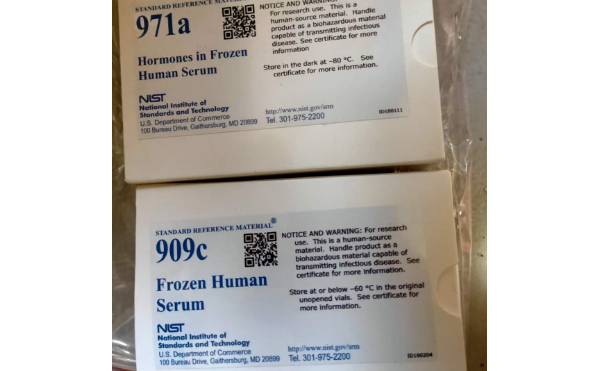 STANDARD REFERENCE MATERIAL
971a
Hormones in Frozen
Human Serum
NIST
National Institute of
Standards and Technology
U.S. Department of Commerce
100 Bureau Drive, Gaithersburg, MD 20899
NOTICE AND WARNING:
For research use. This is a
human-source material. Handle
product as a biohazardous material
capable of transmitting infectious
disease. See certificate for more
information
Store in the dark at –80 °C. See
certificate for more information.
http://www.nist.gov/srm
Tel. 301-975-2200
STANDARD REFERENCE MATERIAL®
909c
Frozen Human
Serum
NIST
National Institute of
Standards and Technology
U.S. Department of Commerce
100 Bureau Drive, Gaithersburg, MD 20899
NOTICE AND WARNING: For research
use. This is a human-source
material. Handle product as a
biohazardous material capable of
transmitting infectious disease. See
certificate for more information.
Store at or below –60 °C in the original
unopened vials. See certificate for
more information.
http://www.nist.gov/srm
Tel. 301-975-2200